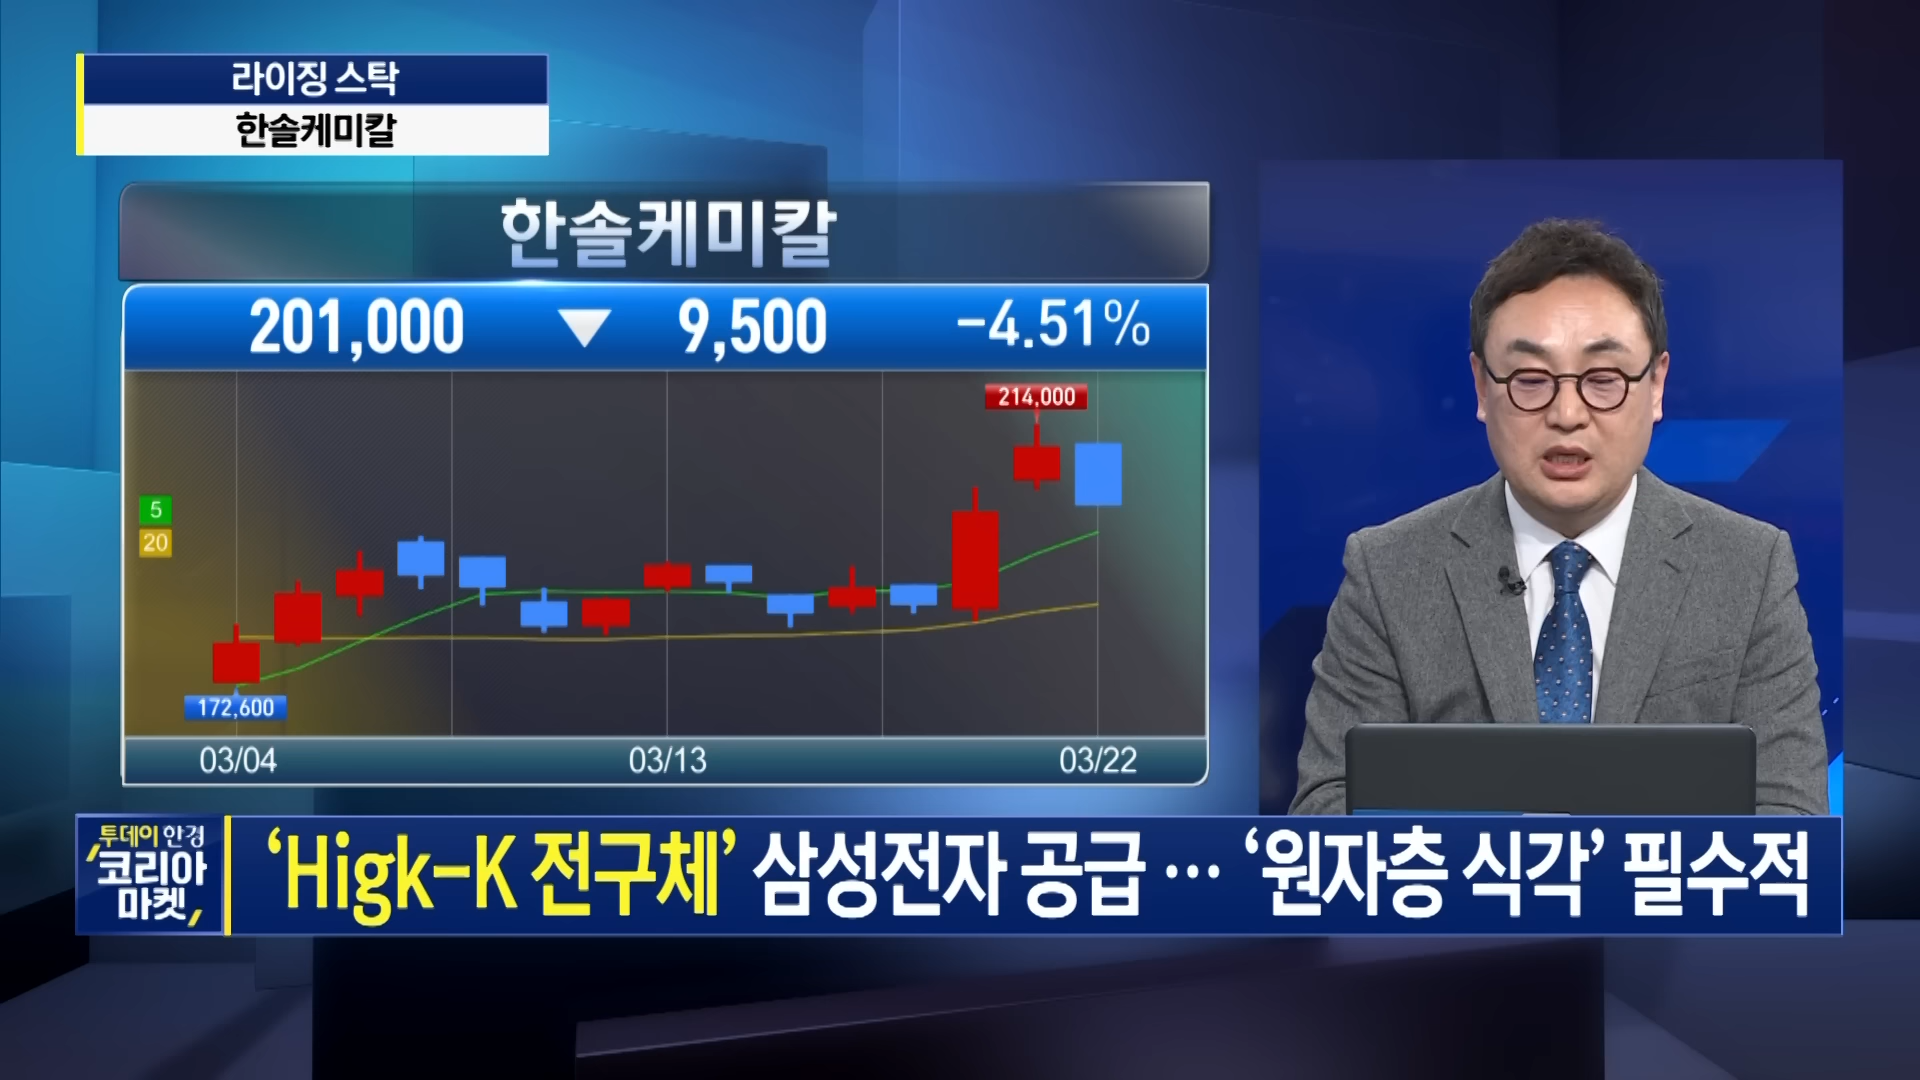 라이징 스탁
한솔케미칼
한솔케미칼
201,000 ▼ 9,500 -4.51%
214,000
5
20
172,600
03/04 03/13 03/22
투데이 한경
코리아
마켓
‘Higk-K 전구체’ 삼성전자 공급… ‘원자층 식각’ 필수적